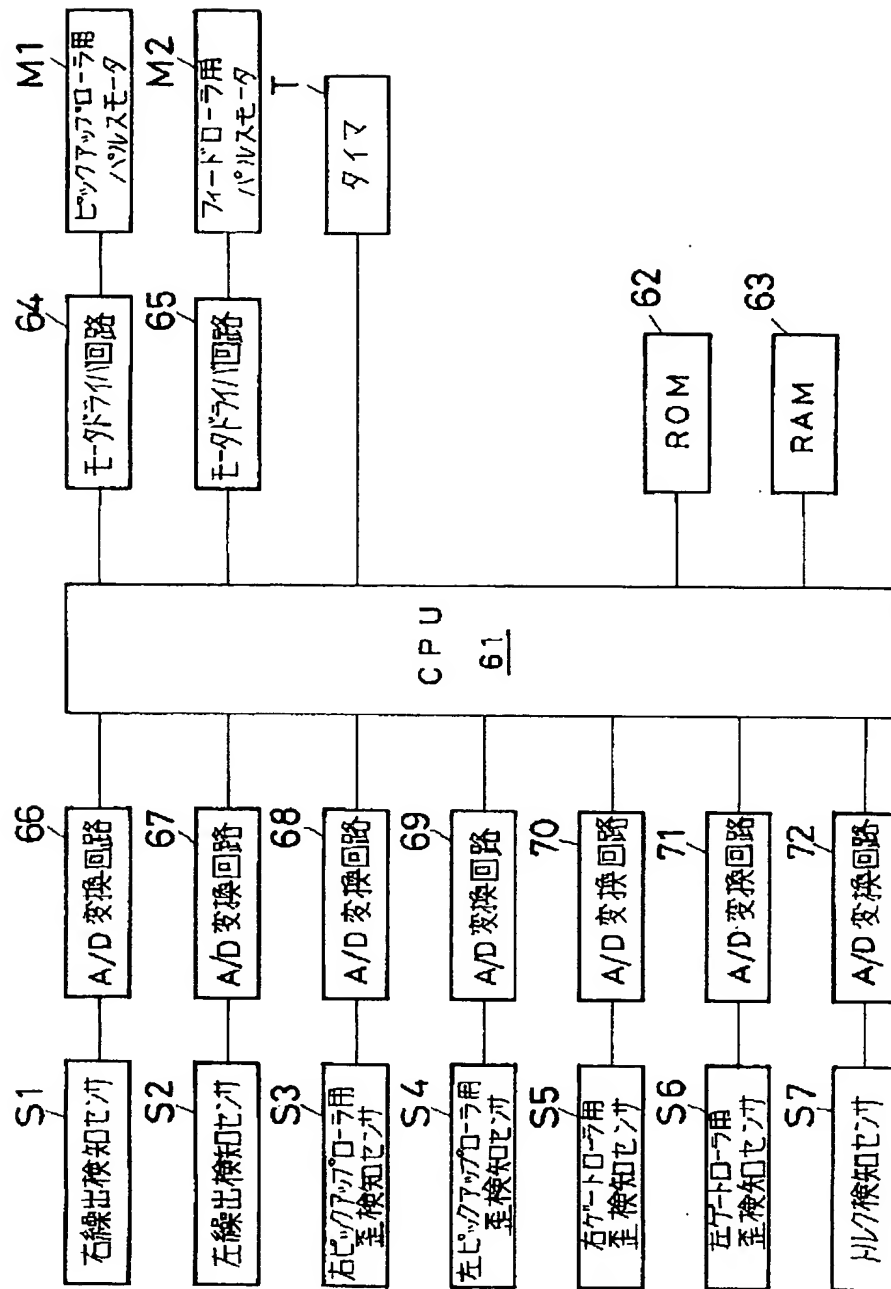 S1
右繰出検知センサ
66
A/D変換回路
S2
左繰出検知センサ
67
A/D変換回路
S3
右ピックアップローラ用
歪検知センサ
68
A/D変換回路
S4
左ピックアップローラ用
歪検知センサ
69
A/D変換回路
S5
右ゲートローラ用
歪検知センサ
70
A/D変換回路
S6
左ゲートローラ用
歪検知センサ
71
A/D変換回路
S7
トルク検知センサ
72
A/D変換回路
CPU
61
64
モータドライバ回路
M1
ピックアップローラ用
パルスモータ
65
モータドライバ回路
M2
フィードローラ用
パルスモータ
T
タイマ
62
ROM
63
RAM